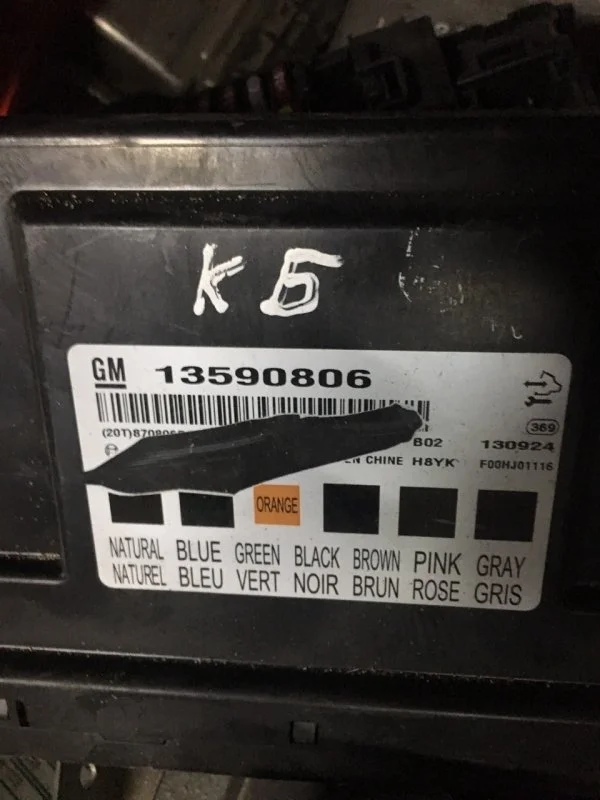 К Б
GM 13590806
(20T)8708
369
B02 130924
EN CHINE H8YK F00HJ01116
ORANGE
NATURAL BLUE GREEN BLACK BROWN PINK GRAY
NATUREL BLEU VERT NOIR BRUN ROSE GRIS